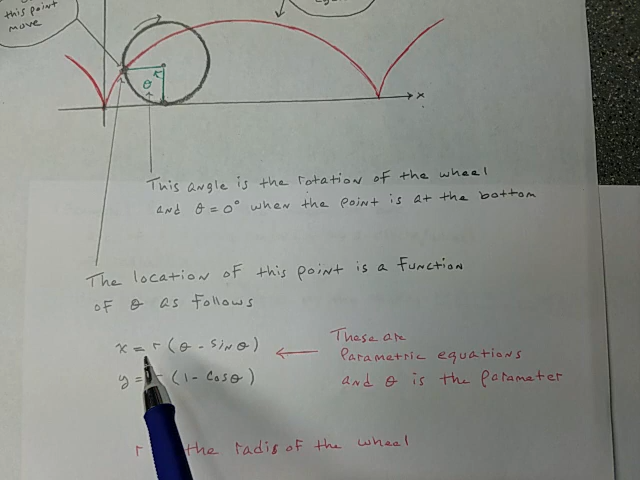 this point
move
θ
x
This angle is the rotation of the wheel
and θ=0° when the point is at the bottom
The location of this point is a function
of θ as follows
x = r (θ - sin θ)
y = (1 - cos θ)
These are
parametric equations
and θ is the parameter
r the radis of the wheel